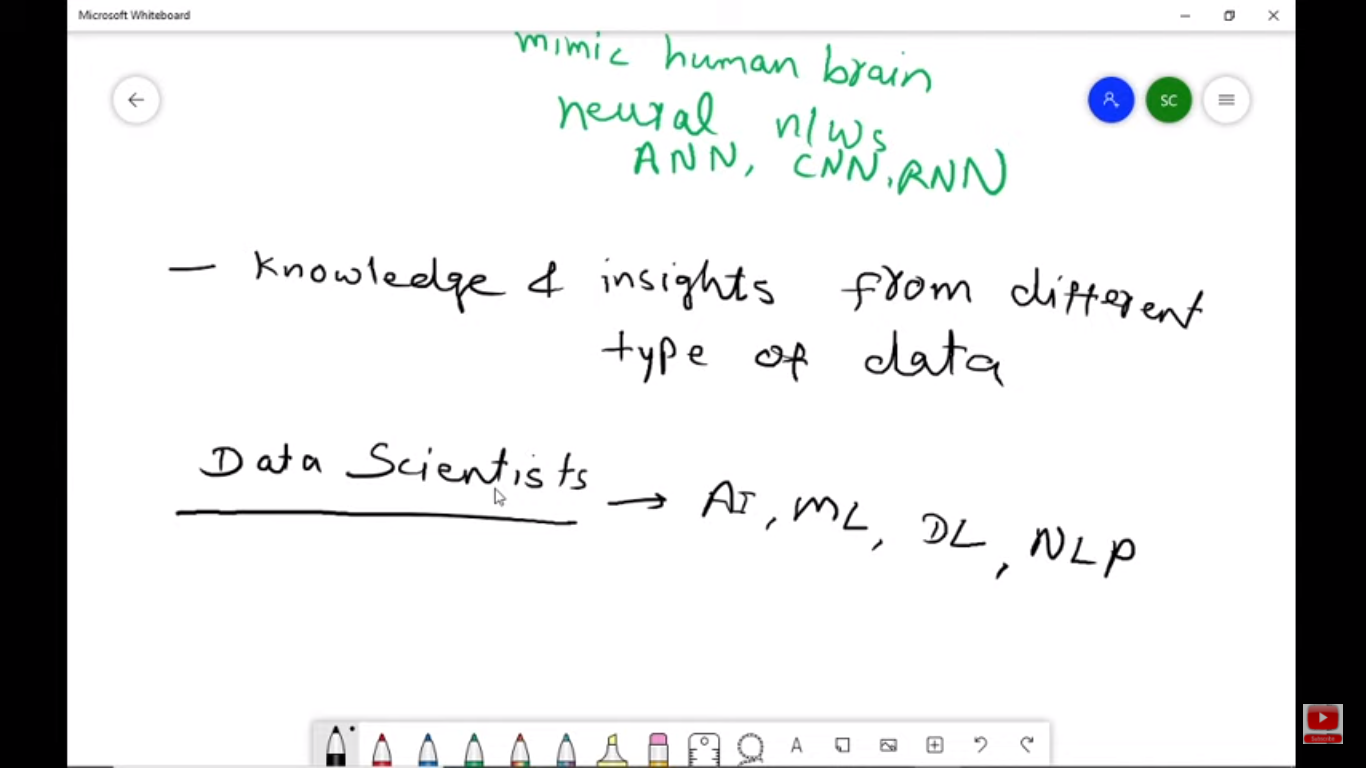 Microsoft Whiteboard
mimic human brain
SC
neural n/ws
ANN, CNN, RNN
— Knowledge & insights from different
type of data
Data Scientists → AI, ML, DL, NLP
A
Subscribe